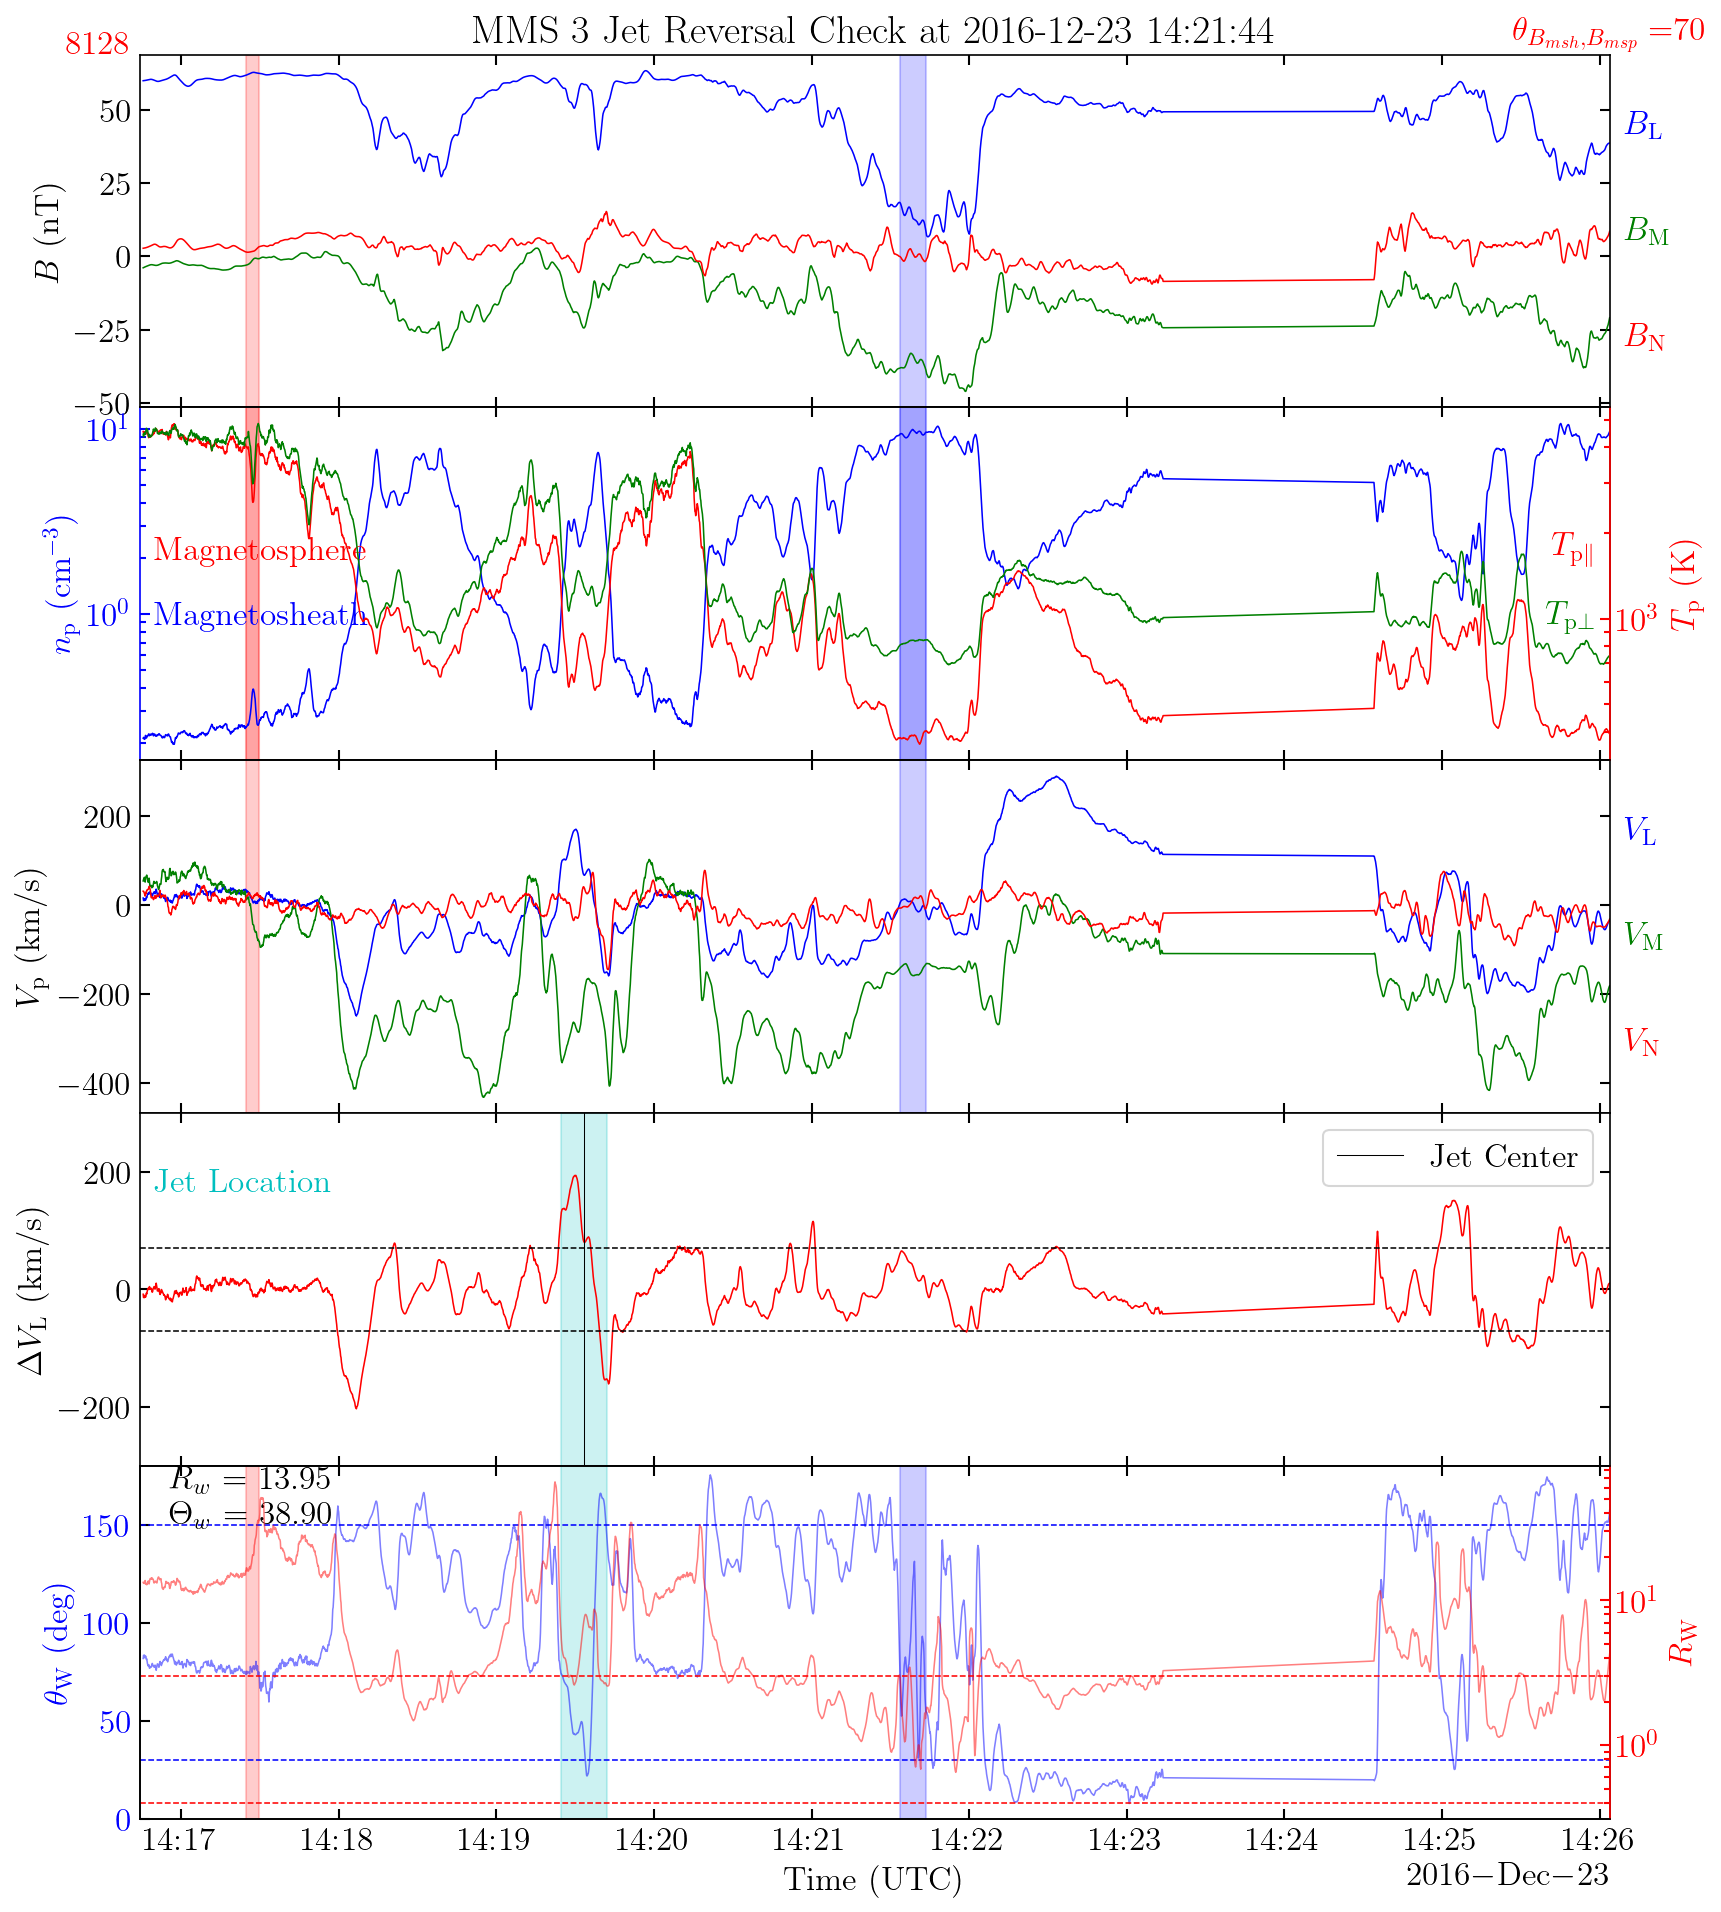 MMS 3 Jet Reversal Check at 2016-12-23 14:21:44
8128
θ_{B_{msh},B_{msp}} =70
50
25
0
−25
−50
B (nT)
B_L
B_M
B_N
10^1
10^0
n_p (cm^{−3})
Magnetosphere
Magnetosheath
T_{p∥}
T_{p⊥}
10^3
T_p (K)
200
0
−200
−400
V_p (km/s)
V_L
V_M
V_N
200
0
−200
ΔV_L (km/s)
Jet Location
Jet Center
R_w = 13.95
Θ_w = 38.90
150
100
50
0
θ_W (deg)
10^1
10^0
R_W
14:17 14:18 14:19 14:20 14:21 14:22 14:23 14:24 14:25 14:26
Time (UTC)
2016−Dec−23